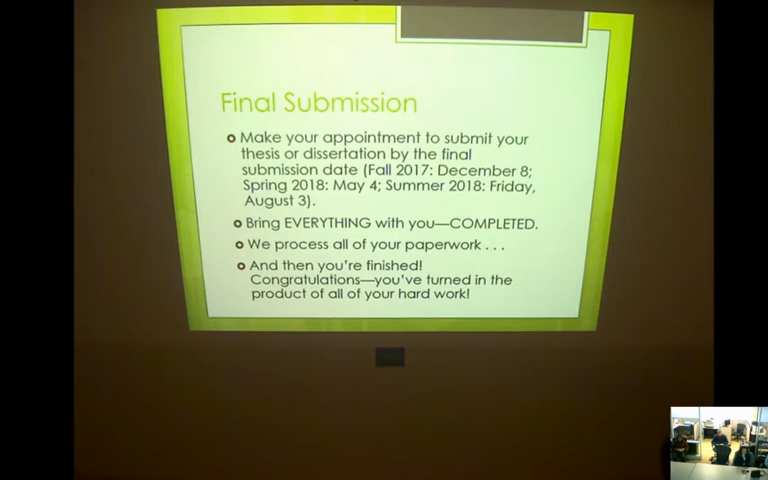 Final Submission
Make your appointment to submit your
thesis or dissertation by the final
submission date (Fall 2017: December 8;
Spring 2018: May 4; Summer 2018: Friday,
August 3).
Bring EVERYTHING with you—COMPLETED.
We process all of your paperwork . . .
And then you're finished!
Congratulations—you've turned in the
product of all of your hard work!